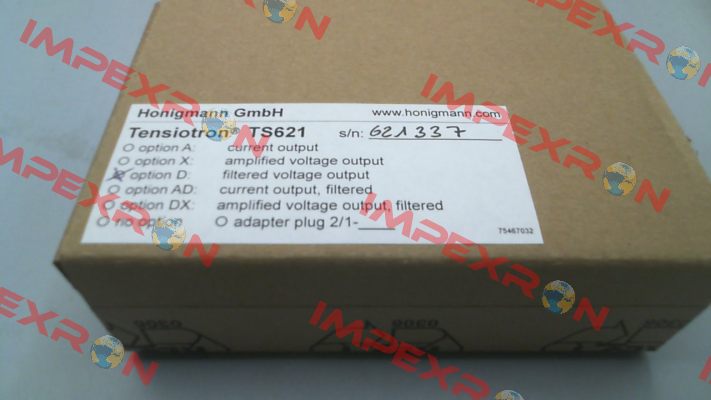 Honigmann GmbH www.honigmann.com
Tensiotron® TS621 s/n: 621337
option A: current output
option X: amplified voltage output
option D: filtered voltage output
option AD: current output, filtered
option DX: amplified voltage output, filtered
no option adapter plug 2/1-____
75467032
IMPEXRON
IMPEXRON
IMPEXRON
IMPEXRON
IMPEXRON
IMPEXRON
IMPEXRON
IMPEXRON